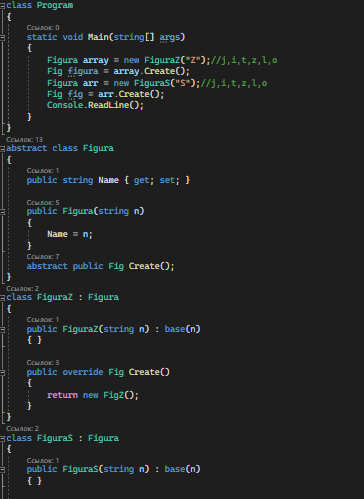 class Program
{
Ссылок: 0
static void Main(string[] args)
{
Figura array = new FiguraZ("Z");//j,i,t,z,l,o
Fig figura = array.Create();
Figura arr = new FiguraS("S");//j,i,t,z,l,o
Fig fig = arr.Create();
Console.ReadLine();
}
}
Ссылок: 13
abstract class Figura
{
Ссылок: 1
public string Name { get; set; }
Ссылок: 5
public Figura(string n)
{
Name = n;
}
Ссылок: 7
abstract public Fig Create();
}
Ссылок: 2
class FiguraZ : Figura
{
Ссылок: 1
public FiguraZ(string n) : base(n)
{ }
Ссылок: 3
public override Fig Create()
{
return new FigZ();
}
}
Ссылок: 2
class FiguraS : Figura
{
Ссылок: 1
public FiguraS(string n) : base(n)
{ }